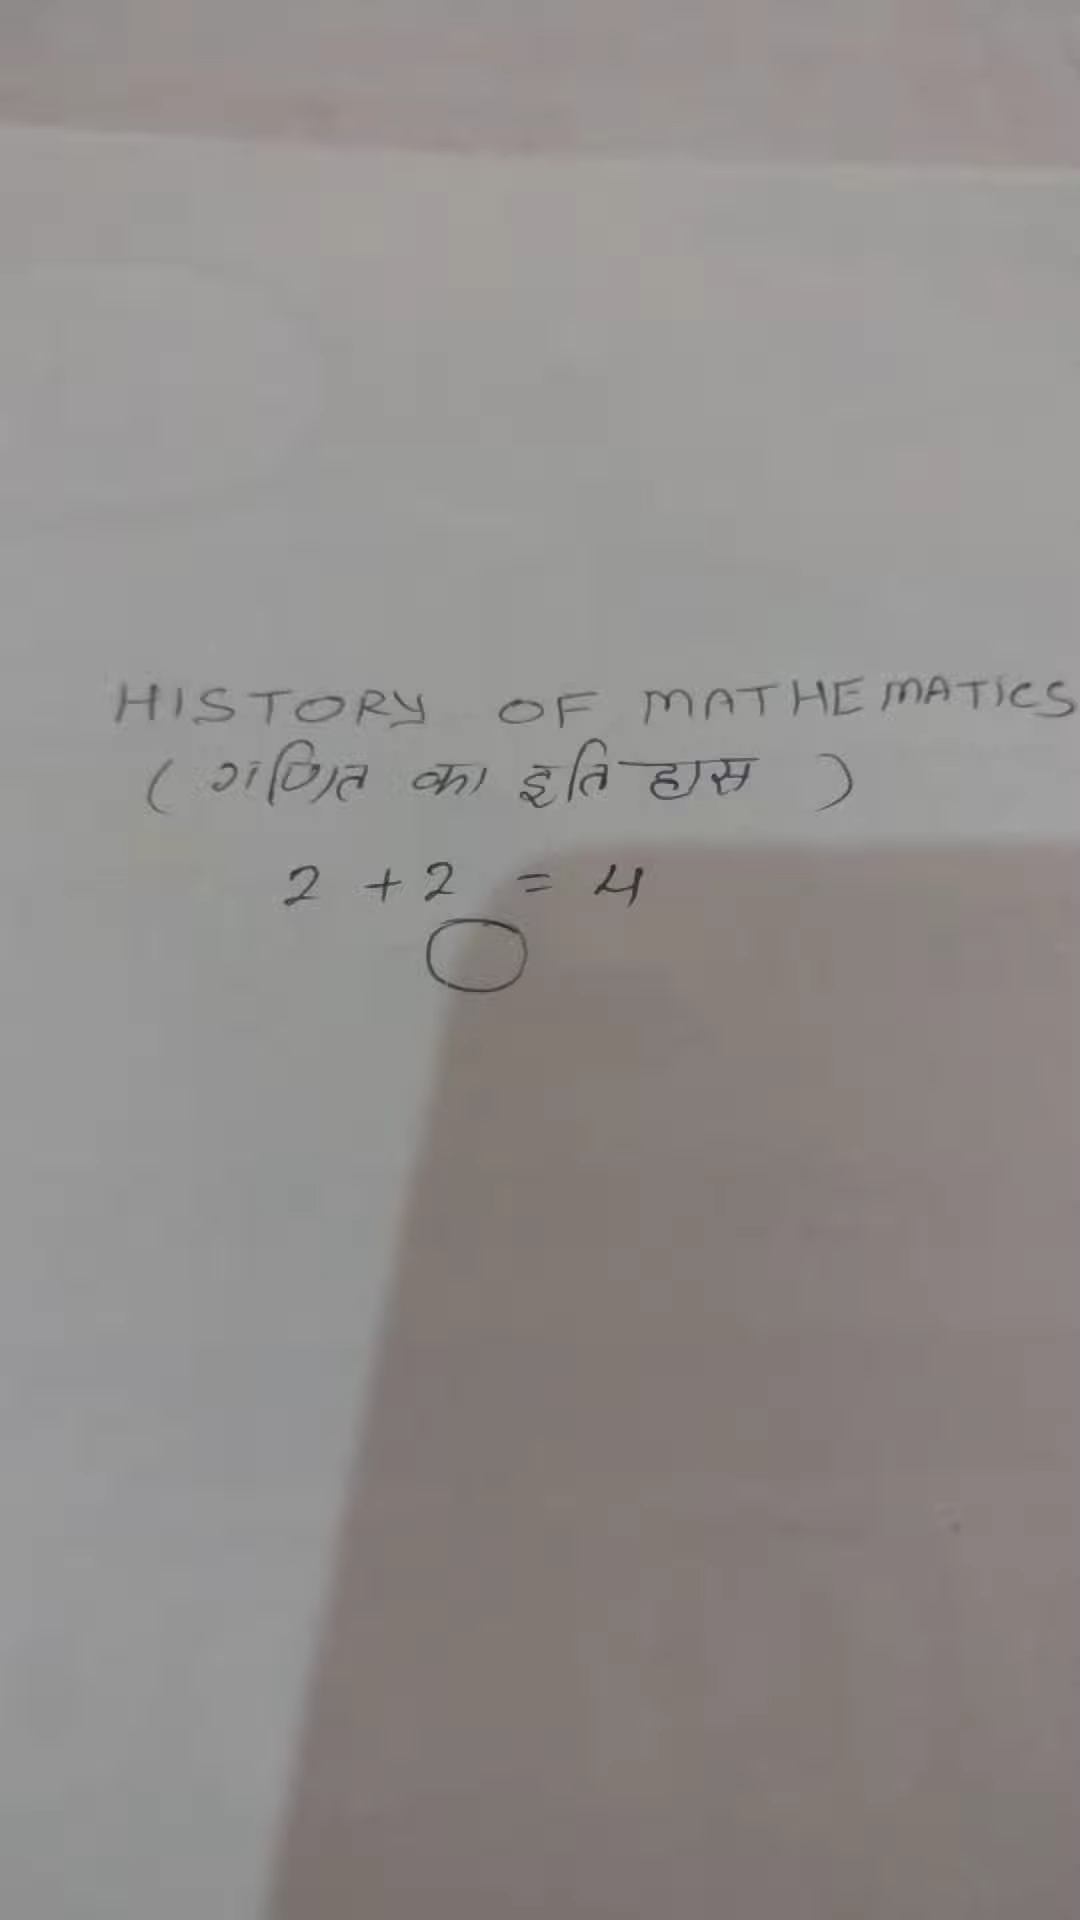 HISTORY OF MATHEMATICS
( गणित का इतिहास )
2 + 2 = 4